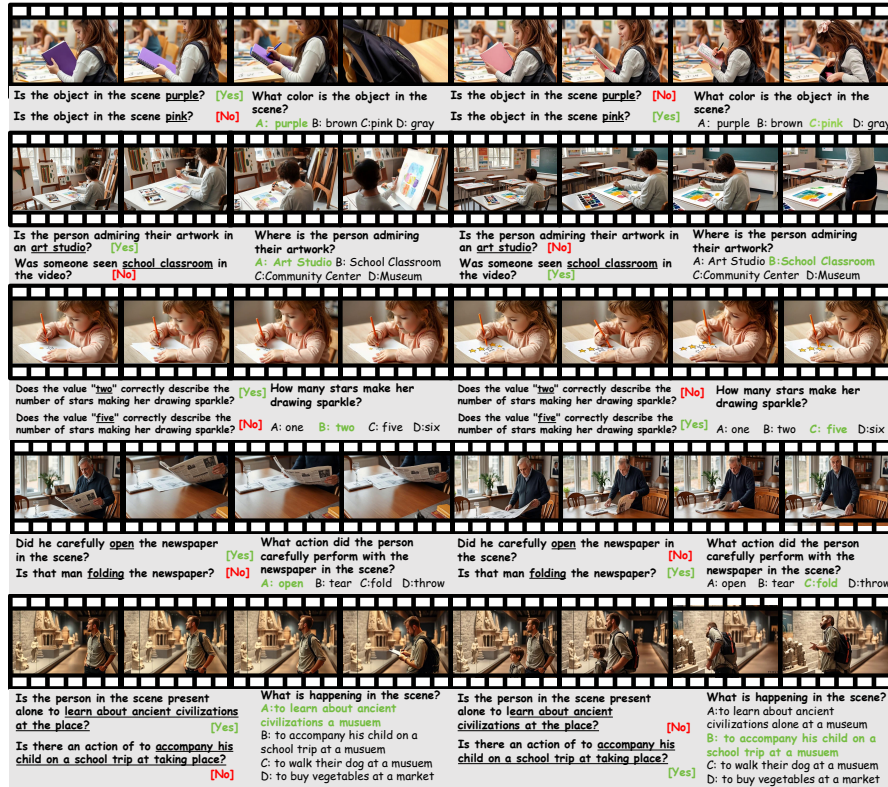 Is the object in the scene purple? [Yes]
Is the object in the scene pink? [No]
What color is the object in the
scene?
A: purple B: brown C:pink D: gray
Is the object in the scene purple? [No]
Is the object in the scene pink? [Yes]
What color is the object in the
scene?
A: purple B: brown C:pink D: gray
Is the person admiring their artwork in
an art studio? [Yes]
Was someone seen school classroom in
the video? [No]
Where is the person admiring
their artwork?
A: Art Studio B: School Classroom
C:Community Center D:Museum
Is the person admiring their artwork in
an art studio? [No]
Was someone seen school classroom in
the video? [Yes]
Where is the person admiring
their artwork?
A: Art Studio B:School Classroom
C:Community Center D:Museum
Does the value "two" correctly describe the
number of stars making her drawing sparkle? [Yes]
Does the value "five" correctly describe the
number of stars making her drawing sparkle? [No]
How many stars make her
drawing sparkle?
A: one B: two C: five D:six
Does the value "two" correctly describe the
number of stars making her drawing sparkle? [No]
Does the value "five" correctly describe the
number of stars making her drawing sparkle? [Yes]
How many stars make her
drawing sparkle?
A: one B: two C: five D:six
Did he carefully open the newspaper
in the scene? [Yes]
Is that man folding the newspaper? [No]
What action did the person
carefully perform with the
newspaper in the scene?
A: open B: tear C:fold D:throw
Did he carefully open the newspaper in
the scene? [No]
Is that man folding the newspaper? [Yes]
What action did the person
carefully perform with the
newspaper in the scene?
A: open B: tear C:fold D:throw
Is the person in the scene present
alone to learn about ancient civilizations
at the place? [Yes]
Is there an action of to accompany his
child on a school trip at taking place?
[No]
What is happening in the scene?
A:to learn about ancient
civilizations a musuem
B: to accompany his child on a
school trip at a musuem
C: to walk their dog at a musuem
D: to buy vegetables at a market
Is the person in the scene present
alone to learn about ancient
civilizations at the place? [No]
Is there an action of to accompany his
child on a school trip at taking place?
[Yes]
What is happening in the scene?
A:to learn about ancient
civilizations alone at a museum
B: to accompany his child on a
school trip at a musuem
C: to walk their dog at a musuem
D: to buy vegetables at a market